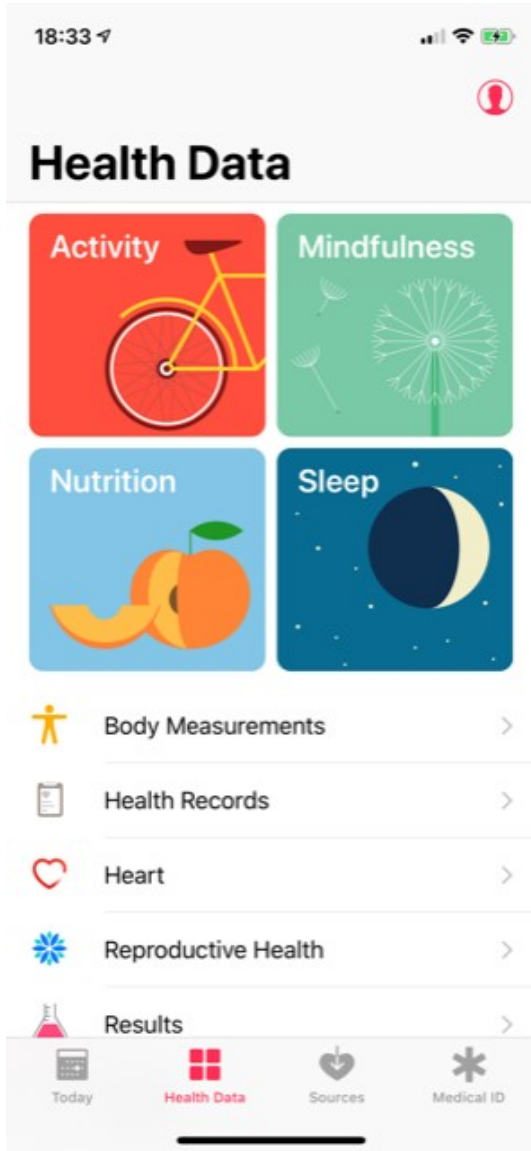 18:33
Health Data
Activity
Mindfulness
Nutrition
Sleep
Body Measurements
Health Records
Heart
Reproductive Health
Results
Today
Health Data
Sources
Medical ID